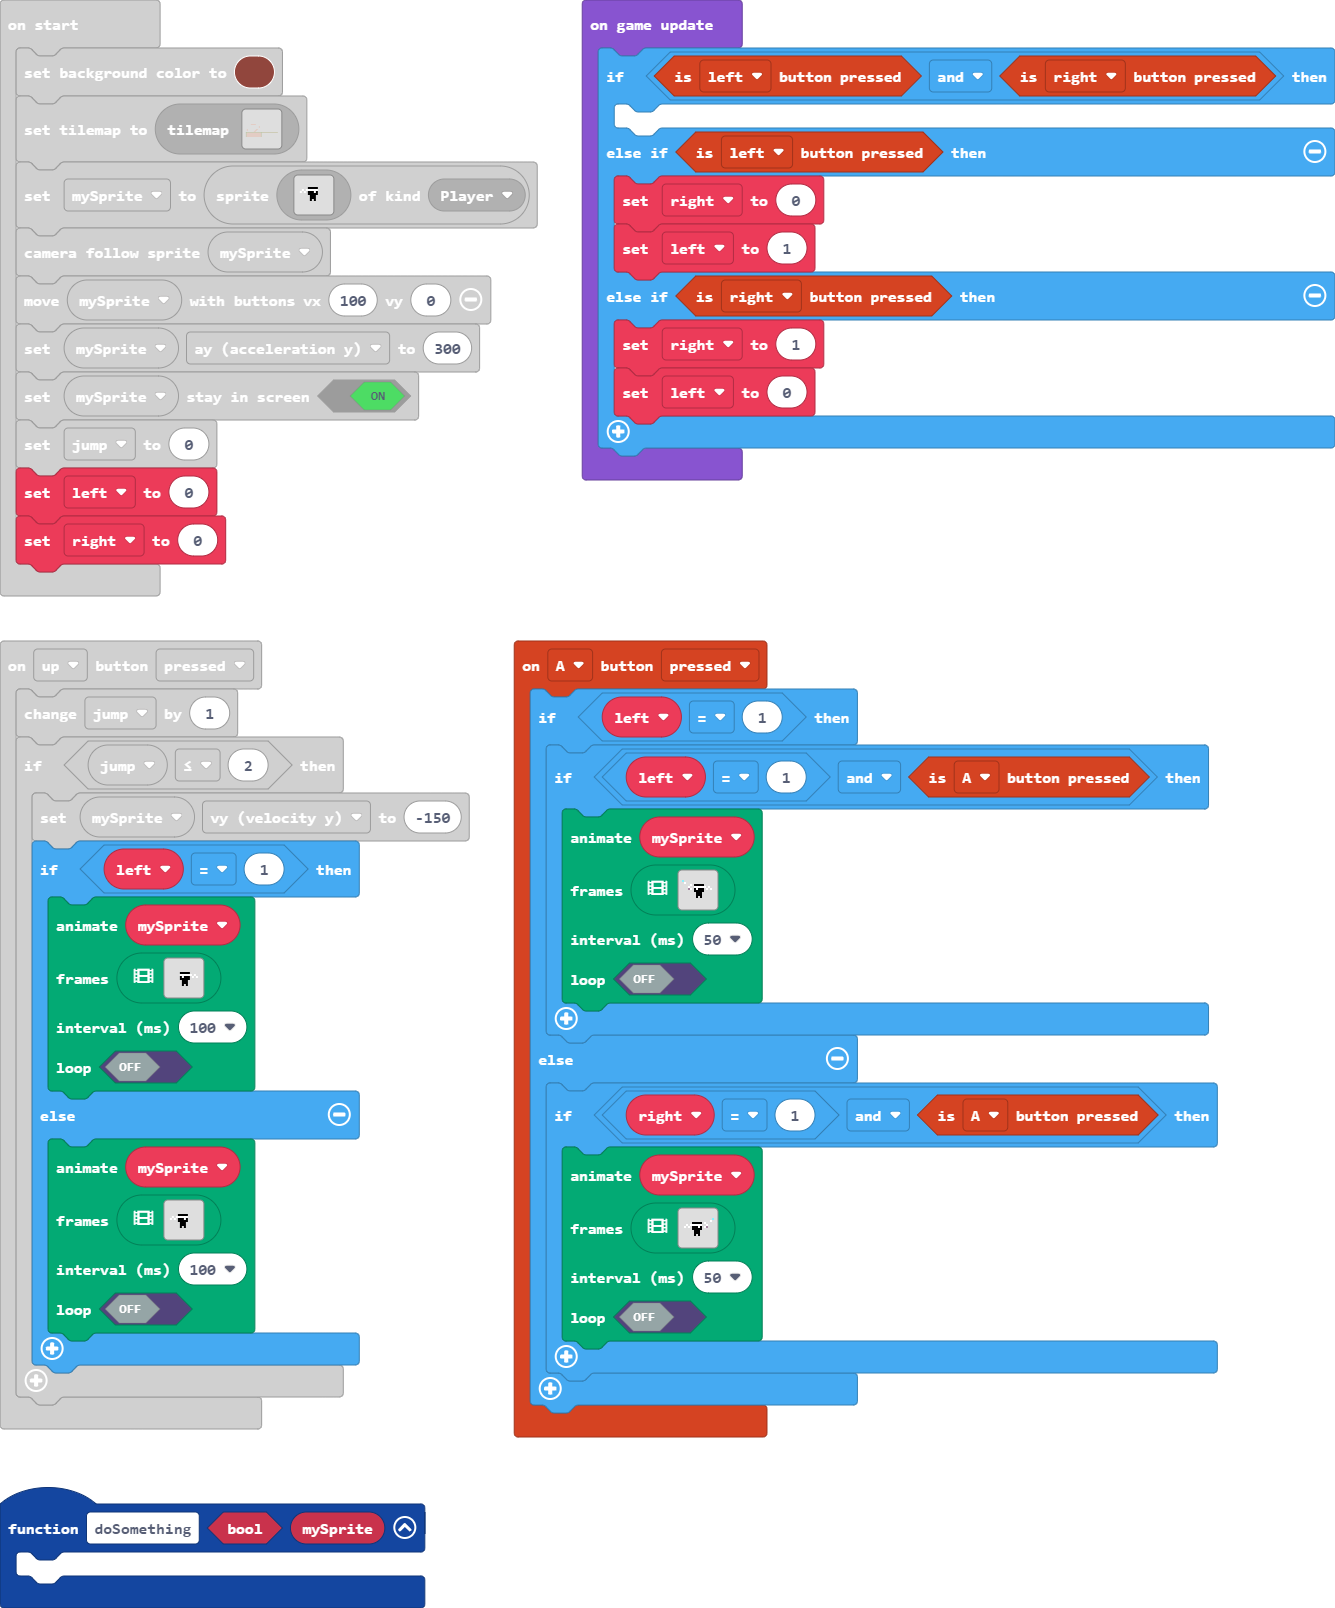 on start
set background color to
set tilemap to tilemap
set mySprite to sprite of kind Player
camera follow sprite mySprite
move mySprite with buttons vx 100 vy 0
set mySprite ay (acceleration y) to 300
set mySprite stay in screen ON
set jump to 0
set left to 0
set right to 0
on game update
if is left button pressed and is right button pressed then
else if is left button pressed then
set right to 0
set left to 1
else if is right button pressed then
set right to 1
set left to 0
on up button pressed
change jump by 1
if jump ≤ 2 then
set mySprite vy (velocity y) to -150
if left = 1 then
animate mySprite
frames
interval (ms) 100
loop OFF
else
animate mySprite
frames
interval (ms) 100
loop OFF
on A button pressed
if left = 1 then
if left = 1 and is A button pressed then
animate mySprite
frames
interval (ms) 50
loop OFF
else
if right = 1 and is A button pressed then
animate mySprite
frames
interval (ms) 50
loop OFF
function doSomething bool mySprite